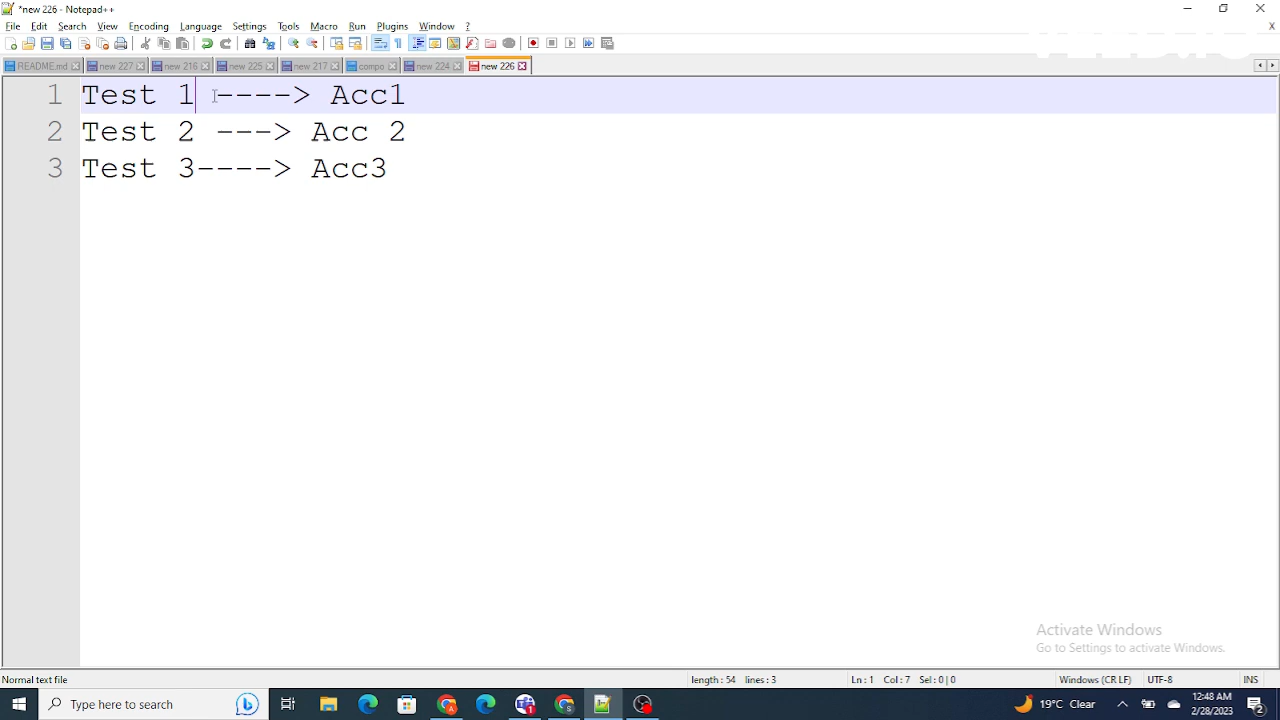 *new 226 - Notepad++
File Edit Search View Encoding Language Settings Tools Macro Run Plugins Window ?
README.md new 227 new 216 new 225 new 217 compo new 224 new 226
1 Test 1 ----> Acc1
2 Test 2 ---> Acc 2
3 Test 3----> Acc3
Activate Windows
Go to Settings to activate Windows.
Normal text file length : 54 lines : 3 Ln : 1 Col : 7 Sel : 0 | 0 Windows (CR LF) UTF-8 INS
Type here to search 19°C Clear 12:48 AM
2/28/2023